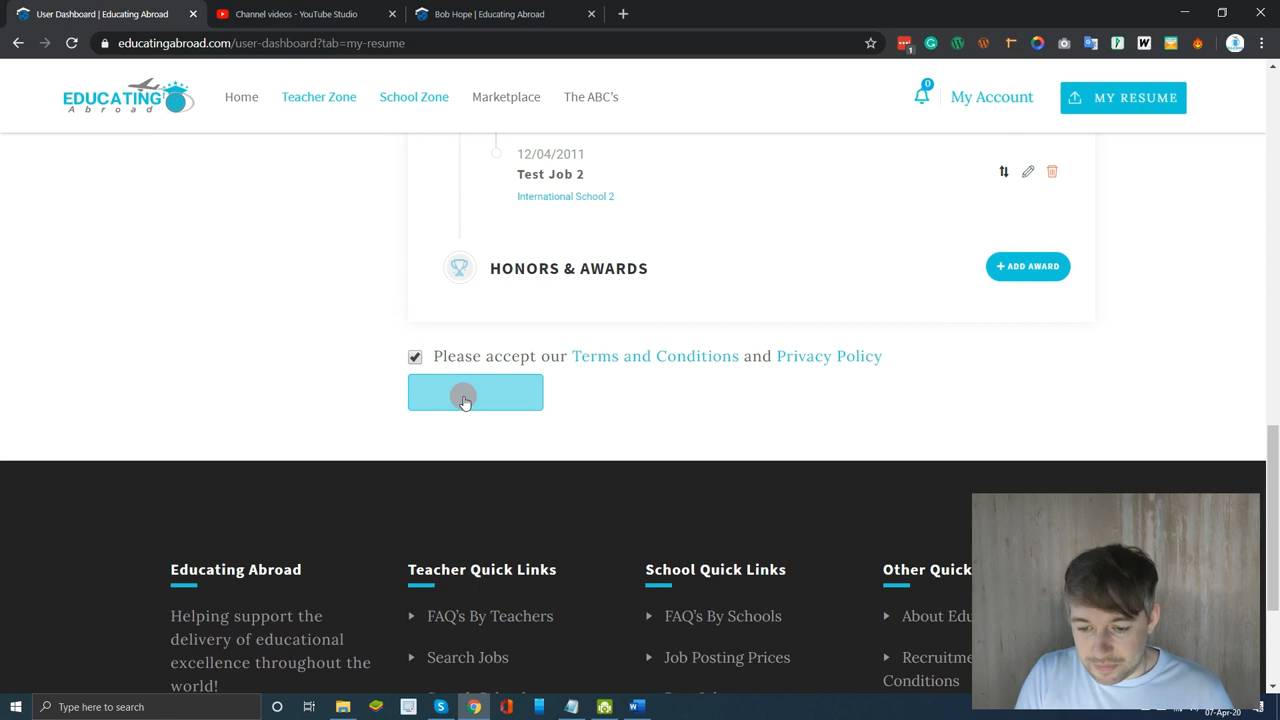 User Dashboard | Educating Abroad
Channel videos - YouTube Studio
Bob Hope | Educating Abroad
educatingabroad.com/user-dashboard?tab=my-resume
1
EDUCATING
Abroad
Home
Teacher Zone
School Zone
Marketplace
The ABC's
0
My Account
MY RESUME
12/04/2011
Test Job 2
International School 2
HONORS & AWARDS
+ ADD AWARD
Please accept our Terms and Conditions and Privacy Policy
Educating Abroad
Helping support the
delivery of educational
excellence throughout the
world!
Teacher Quick Links
FAQ's By Teachers
Search Jobs
School Quick Links
FAQ's By Schools
Job Posting Prices
Other Quick
About Edu
Recruitme
Conditions
Type here to search
07-Apr-20